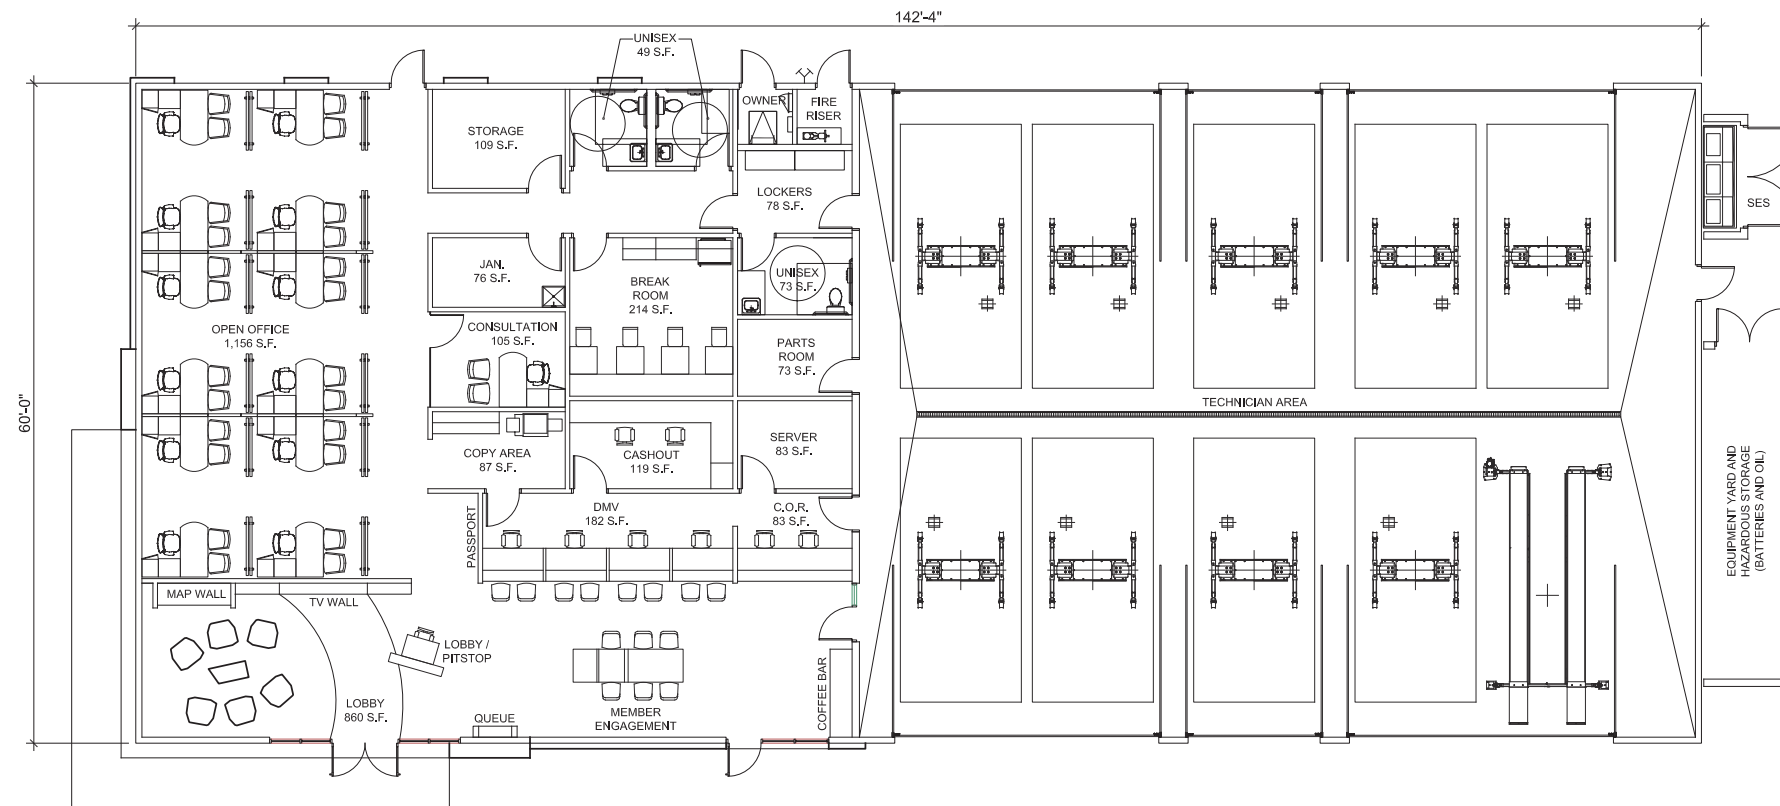 142'-4"
UNISEX
49 S.F.
OWNER
FIRE
RISER
STORAGE
109 S.F.
LOCKERS
78 S.F.
SES
JAN.
76 S.F.
BREAK
ROOM
214 S.F.
UNISEX
73 S.F.
OPEN OFFICE
1,156 S.F.
CONSULTATION
105 S.F.
PARTS
ROOM
73 S.F.
60'-0"
TECHNICIAN AREA
COPY AREA
87 S.F.
CASHOUT
119 S.F.
SERVER
83 S.F.
PASSPORT
DMV
182 S.F.
C.O.R.
83 S.F.
EQUIPMENT YARD AND
HAZARDOUS STORAGE
(BATTERIES AND OIL)
MAP WALL
TV WALL
LOBBY /
PITSTOP
LOBBY
860 S.F.
QUEUE
MEMBER
ENGAGEMENT
COFFEE BAR